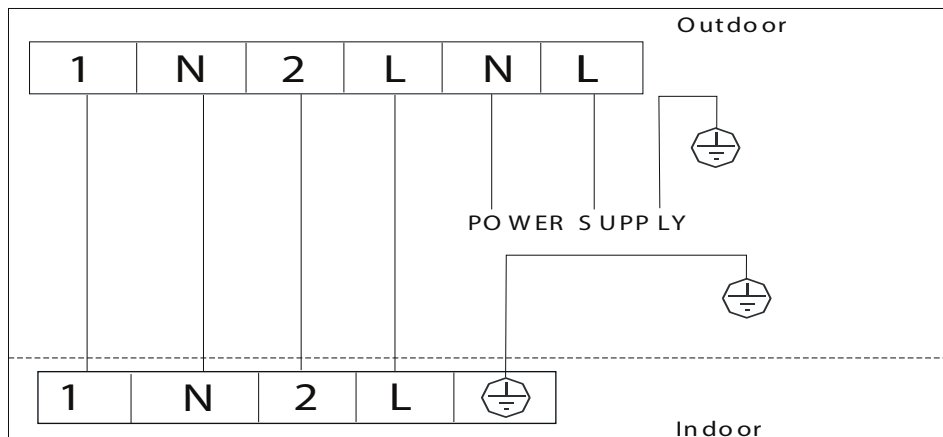 Outdoor
1 N 2 L N L
POWER SUPPLY
1 N 2 L
Indoor